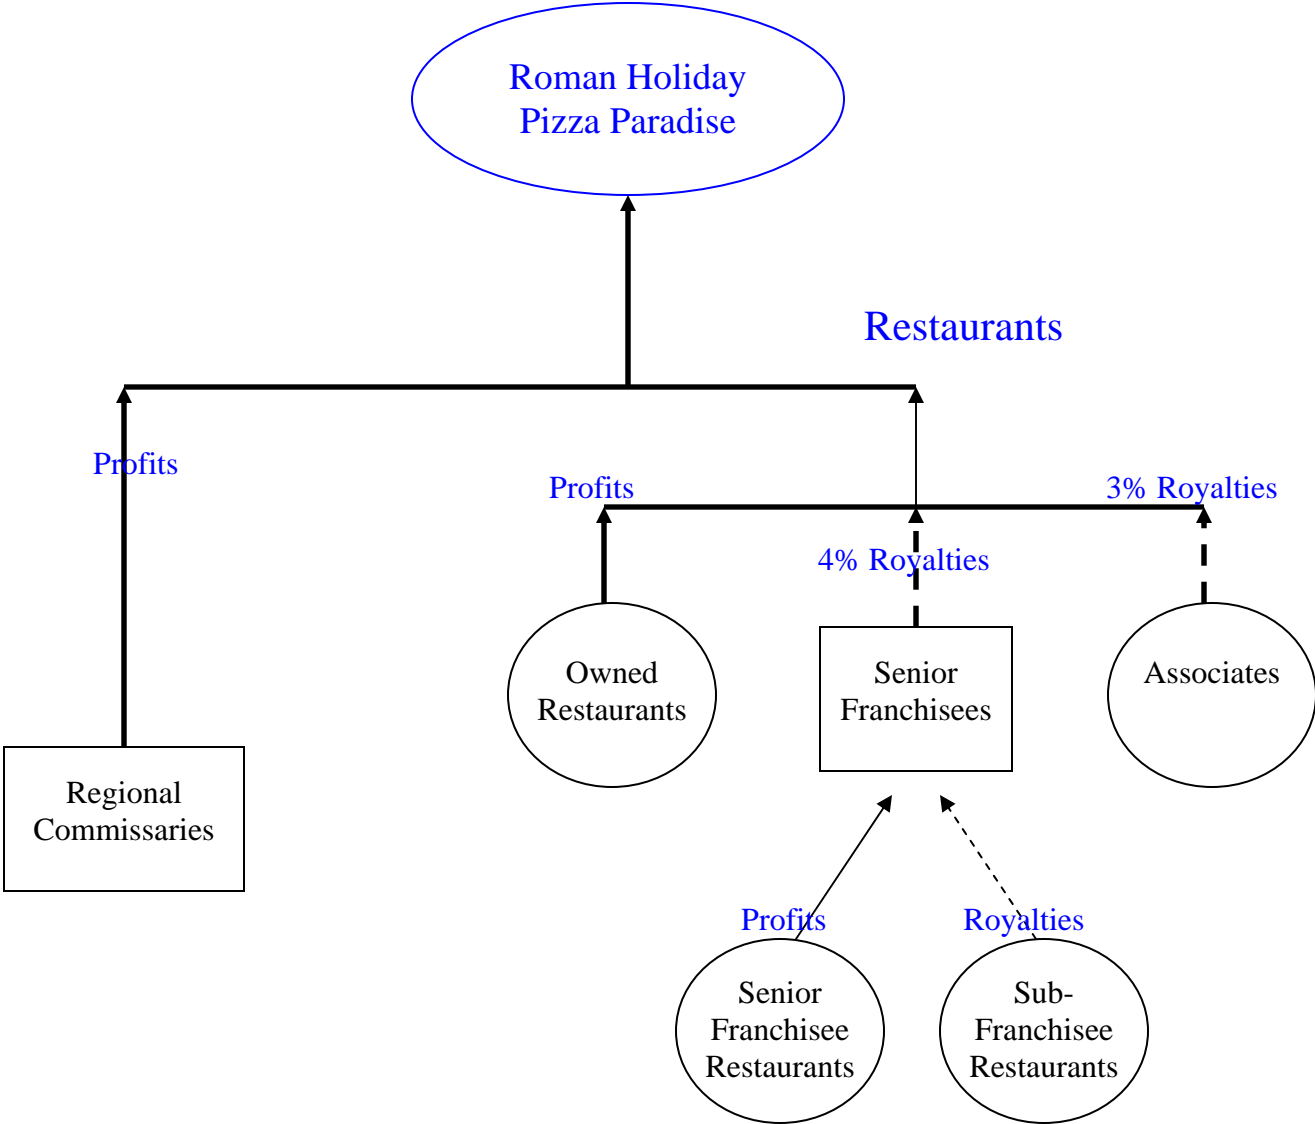 Roman Holiday
Pizza Paradise
Restaurants
Profits
Profits
3% Royalties
4% Royalties
Owned
Restaurants
Senior
Franchisees
Associates
Regional
Commissaries
Profits
Royalties
Senior
Franchisee
Restaurants
Sub-
Franchisee
Restaurants